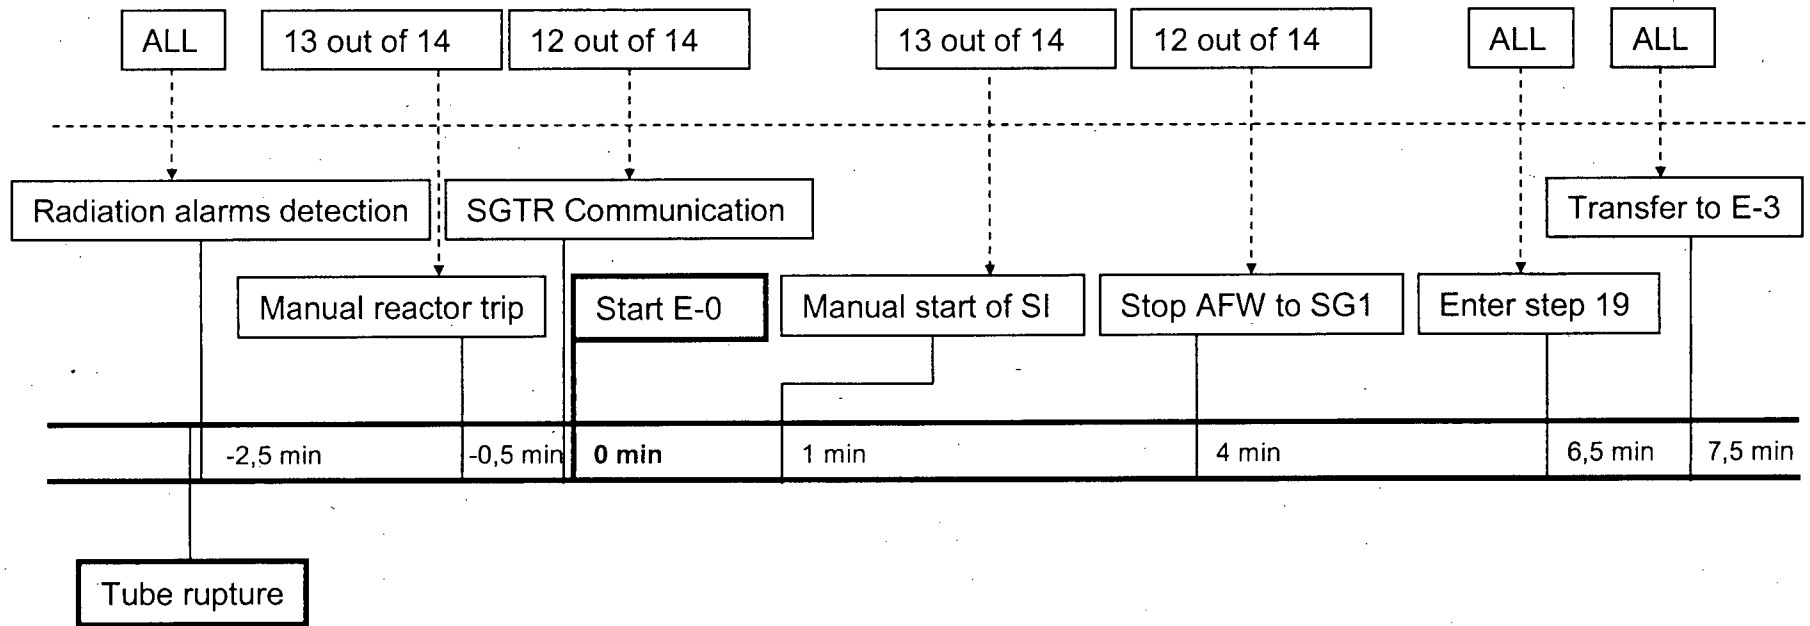 ALL
13 out of 14
12 out of 14
13 out of 14
12 out of 14
ALL
ALL
Radiation alarms detection
SGTR Communication
Transfer to E-3
Manual reactor trip
Start E-0
Manual start of SI
Stop AFW to SG1
Enter step 19
-2,5 min
-0,5 min
0 min
1 min
4 min
6,5 min
7,5 min
Tube rupture